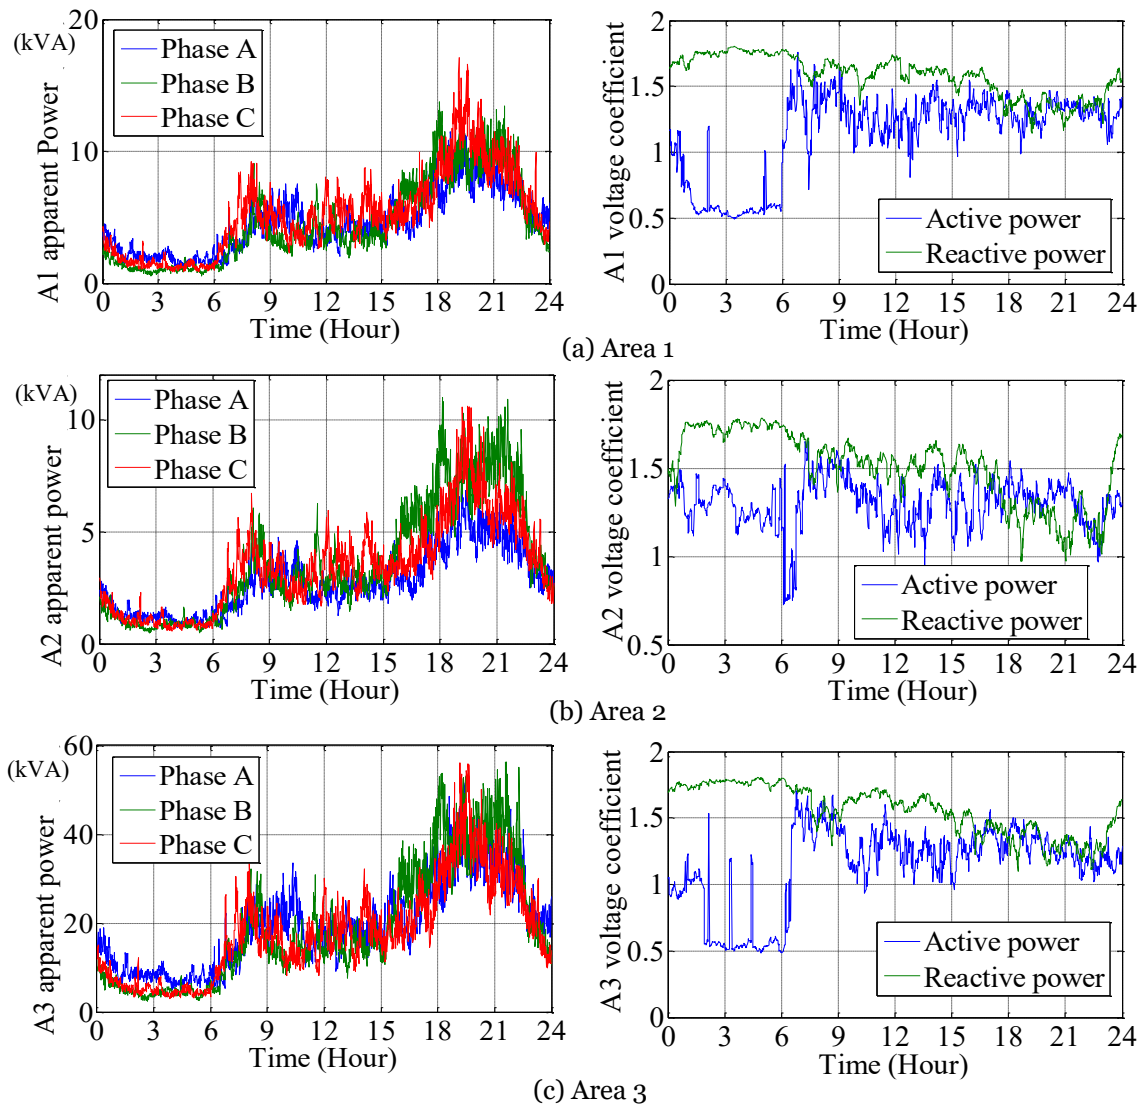 20
(kVA)
Phase A
Phase B
Phase C
10
0
A1 apparent Power
0 3 6 9 12 15 18 21 24
Time (Hour)
2
1.5
1
0.5
0
A1 voltage coefficient
Active power
Reactive power
0 3 6 9 12 15 18 21 24
Time (Hour)
(a) Area 1
(kVA)
Phase A
Phase B
Phase C
10
5
0
A2 apparent power
0 3 6 9 12 15 18 21 24
Time (Hour)
2
1.5
1
0.5
A2 voltage coefficient
Active power
Reactive power
0 3 6 9 12 15 18 21 24
Time (Hour)
(b) Area 2
60
(kVA)
Phase A
Phase B
Phase C
40
20
0
A3 apparent power
0 3 6 9 12 15 18 21 24
Time (Hour)
2
1.5
1
0.5
0
A3 voltage coefficient
Active power
Reactive power
0 3 6 9 12 15 18 21 24
Time (Hour)
(c) Area 3